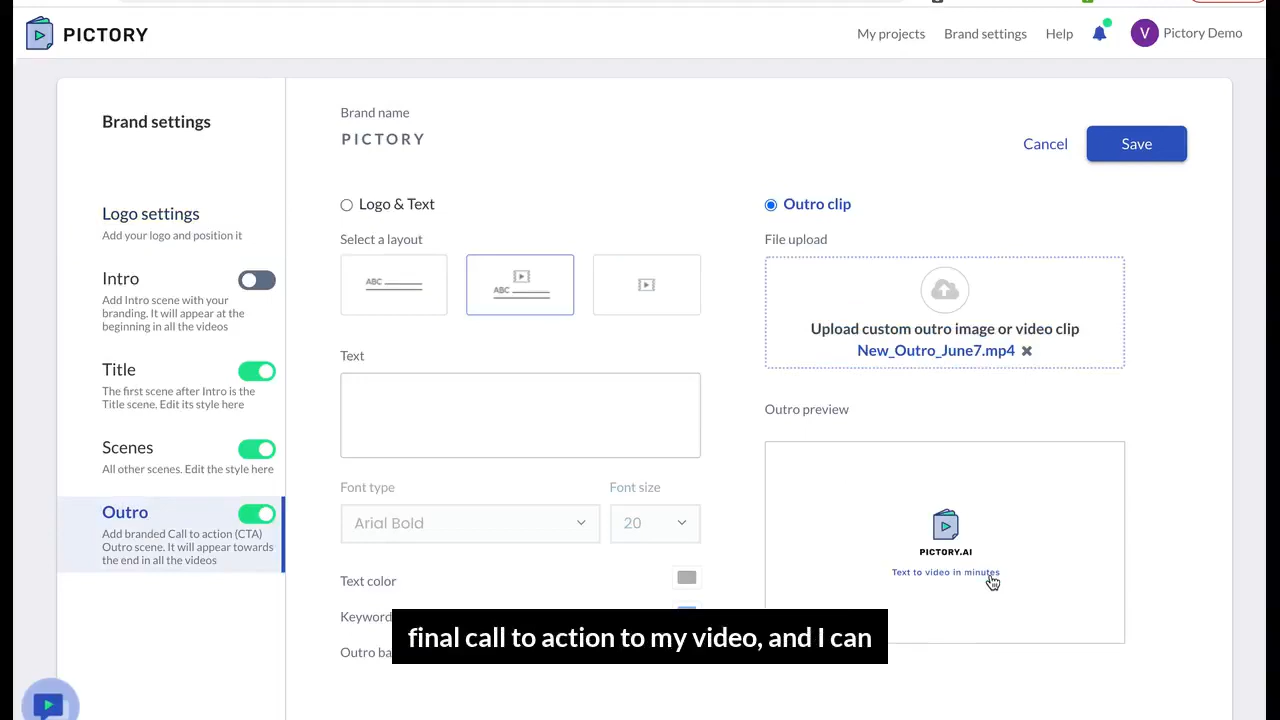 PICTORY
My projects
Brand settings
Help
V
Pictory Demo
Brand settings
Logo settings
Add your logo and position it
Intro
Add Intro scene with your
branding. It will appear at the
beginning in all the videos
Title
The first scene after Intro is the
Title scene. Edit its style here
Scenes
All other scenes. Edit the style here
Outro
Add branded Call to action (CTA)
Outro scene. It will appear towards
the end in all the videos
Brand name
PICTORY
Cancel
Save
Logo & Text
Select a layout
ABC
ABC
Text
Font type
Font size
Arial Bold
20
Text color
Keyword
Outro ba
Outro clip
File upload
Upload custom outro image or video clip
New_Outro_June7.mp4
Outro preview
PICTORY.AI
Text to video in minutes
final call to action to my video, and I can